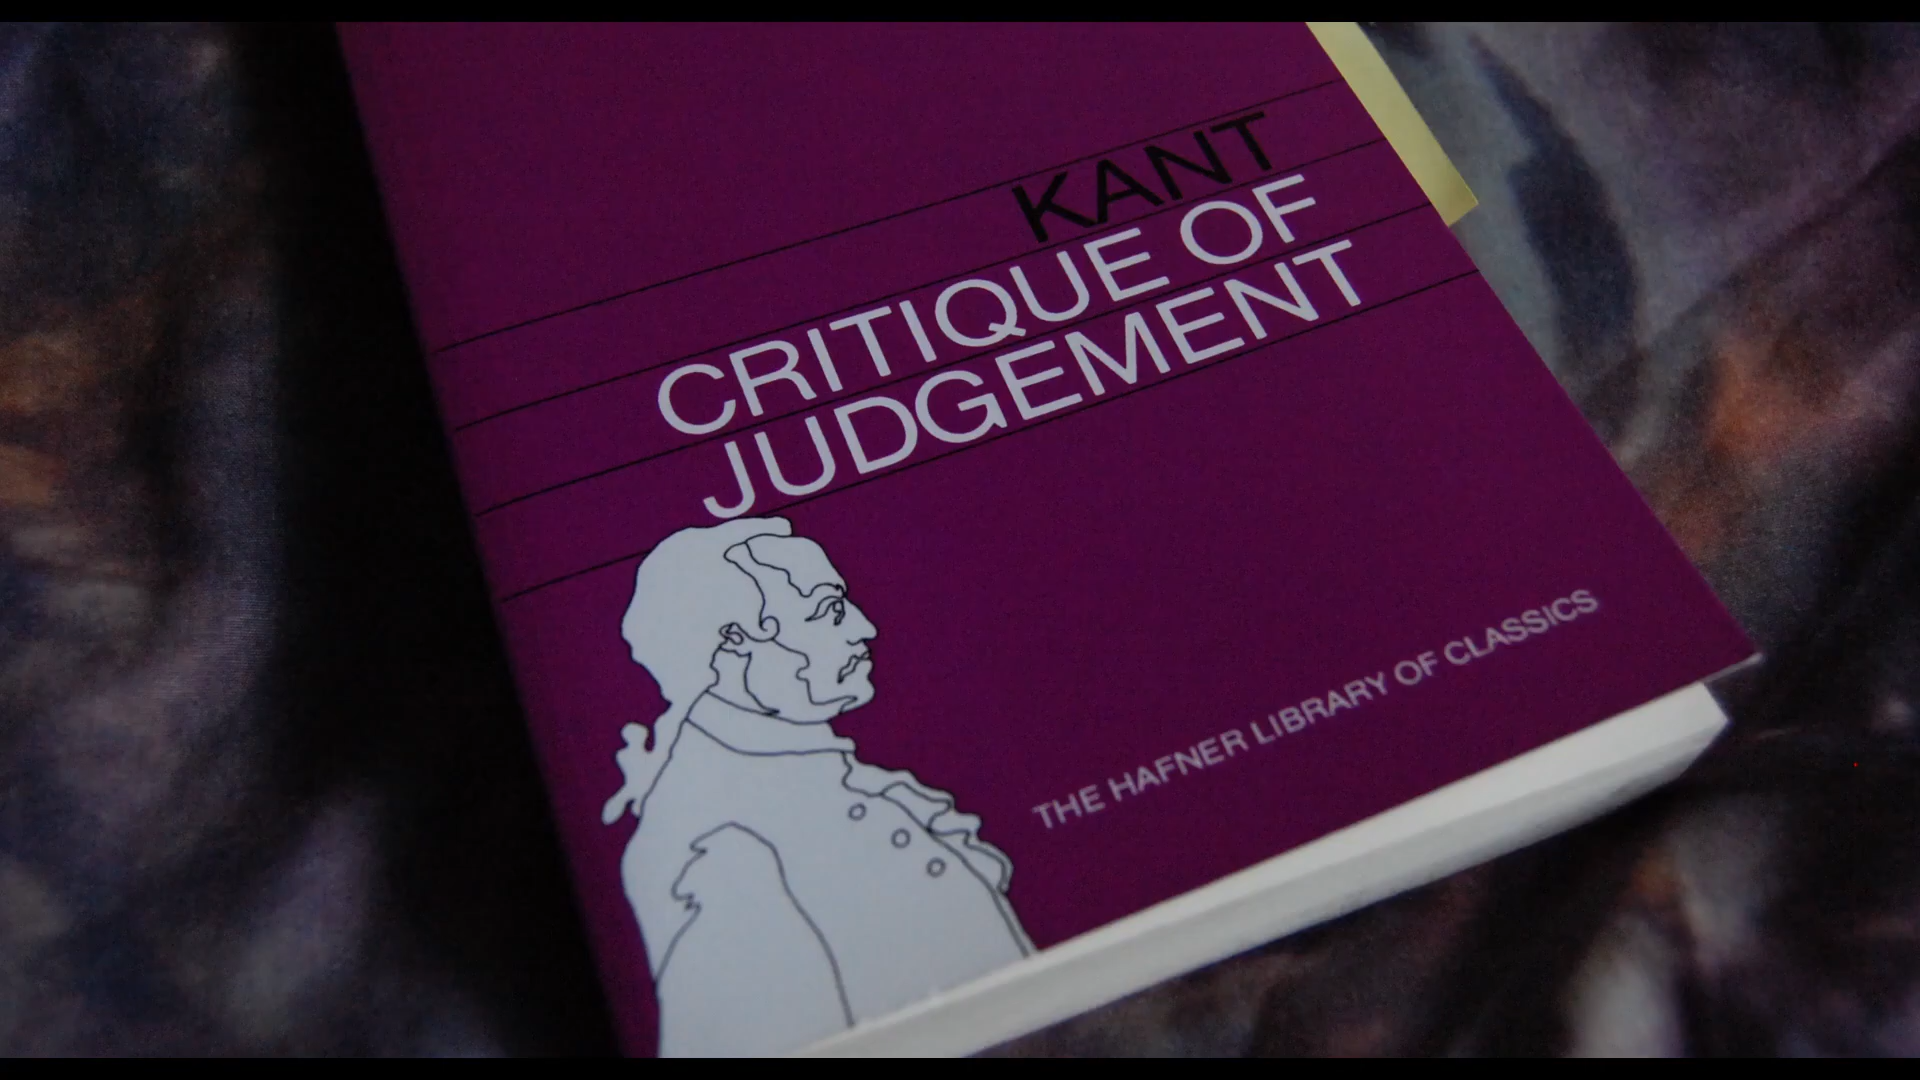 KANT
CRITIQUE OF
JUDGEMENT
THE HAFNER LIBRARY OF CLASSICS